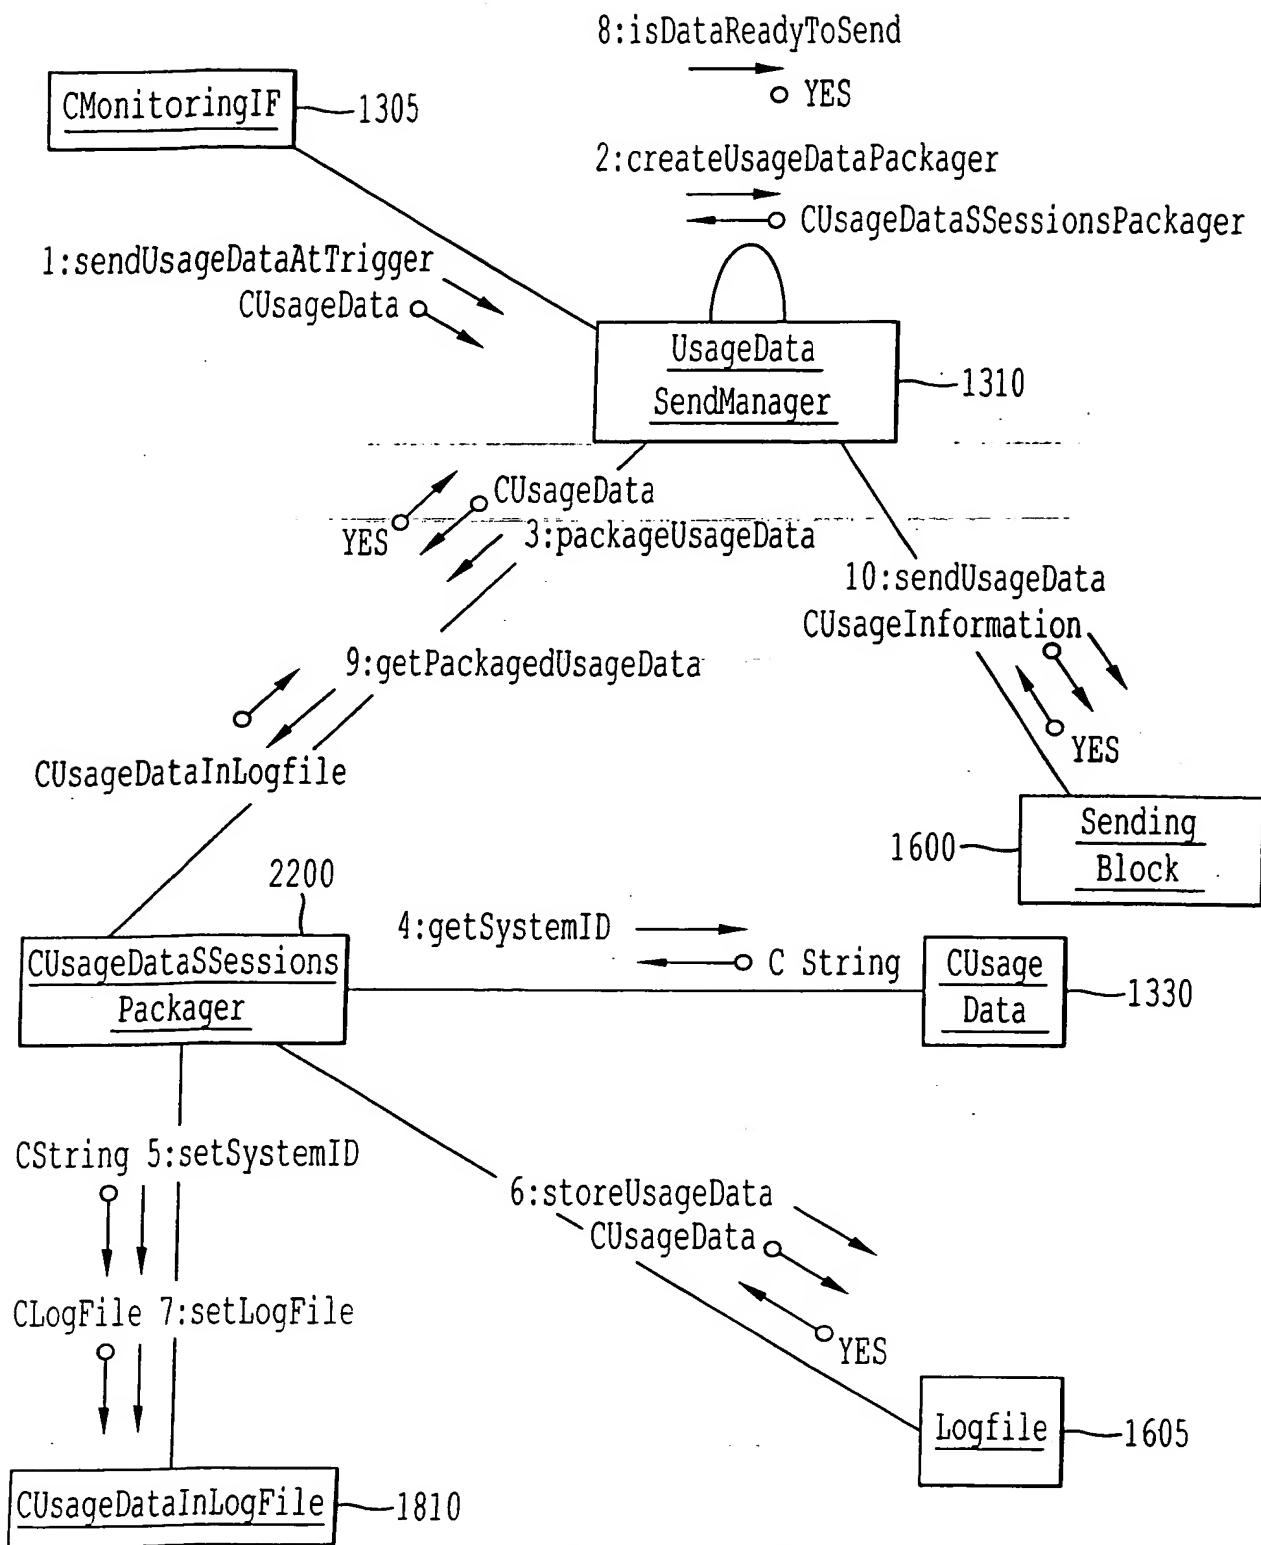 8:isDataReadyToSend
YES
CMonitoringIF
1305
2:createUsageDataPackager
CUsageDataSSessionsPackager
1:sendUsageDataAtTrigger
CUsageData
UsageData
SendManager
1310
CUsageData
YES
3:packageUsageData
10:sendUsageData
CUsageInformation
9:getPackagedUsageData
YES
CUsageDataInLogfile
Sending
Block
1600
2200
4:getSystemID
C String
CUsageDataSSessions
Packager
CUsage
Data
1330
CString 5:setSystemID
6:storeUsageData
CUsageData
CLogFile 7:setLogFile
YES
Logfile
1605
CUsageDataInLogFile
1810